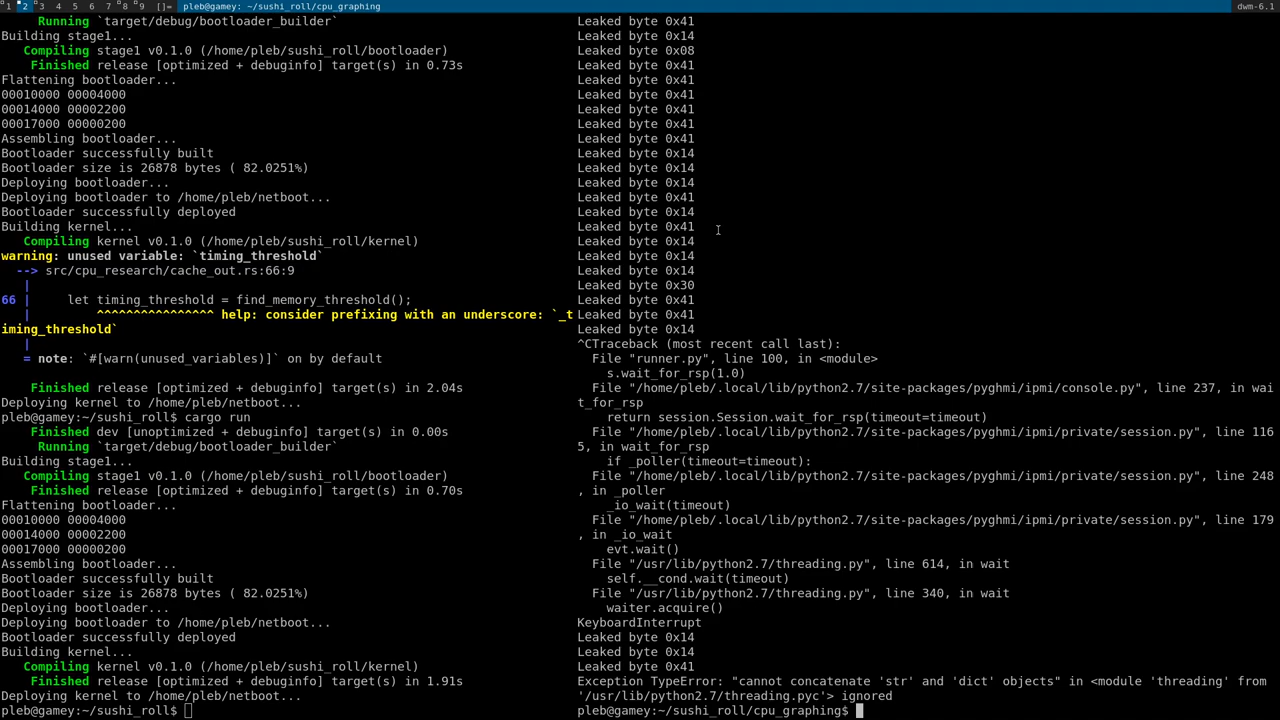 1 2 3 4 5 6 7 8 9 []= pleb@gamey: ~/sushi_roll/cpu_graphing dwm-6.1
Running `target/debug/bootloader_builder`
Building stage1...
Compiling stage1 v0.1.0 (/home/pleb/sushi_roll/bootloader)
Finished release [optimized + debuginfo] target(s) in 0.73s
Flattening bootloader...
00010000 00004000
00014000 00002200
00017000 00000200
Assembling bootloader...
Bootloader successfully built
Bootloader size is 26878 bytes ( 82.0251%)
Deploying bootloader...
Deploying bootloader to /home/pleb/netboot...
Bootloader successfully deployed
Building kernel...
Compiling kernel v0.1.0 (/home/pleb/sushi_roll/kernel)
warning: unused variable: `timing_threshold`
--> src/cpu_research/cache_out.rs:66:9
|
66 | let timing_threshold = find_memory_threshold();
| ^^^^^^^^^^^^^^^^ help: consider prefixing with an underscore: `_t
iming_threshold`
|
= note: `#[warn(unused_variables)]` on by default
Finished release [optimized + debuginfo] target(s) in 2.04s
Deploying kernel to /home/pleb/netboot...
pleb@gamey:~/sushi_roll$ cargo run
Finished dev [unoptimized + debuginfo] target(s) in 0.00s
Running `target/debug/bootloader_builder`
Building stage1...
Compiling stage1 v0.1.0 (/home/pleb/sushi_roll/bootloader)
Finished release [optimized + debuginfo] target(s) in 0.70s
Flattening bootloader...
00010000 00004000
00014000 00002200
00017000 00000200
Assembling bootloader...
Bootloader successfully built
Bootloader size is 26878 bytes ( 82.0251%)
Deploying bootloader...
Deploying bootloader to /home/pleb/netboot...
Bootloader successfully deployed
Building kernel...
Compiling kernel v0.1.0 (/home/pleb/sushi_roll/kernel)
Finished release [optimized + debuginfo] target(s) in 1.91s
Deploying kernel to /home/pleb/netboot...
pleb@gamey:~/sushi_roll$
Leaked byte 0x41
Leaked byte 0x14
Leaked byte 0x08
Leaked byte 0x41
Leaked byte 0x41
Leaked byte 0x41
Leaked byte 0x41
Leaked byte 0x41
Leaked byte 0x41
Leaked byte 0x14
Leaked byte 0x14
Leaked byte 0x14
Leaked byte 0x41
Leaked byte 0x14
Leaked byte 0x41
Leaked byte 0x14
Leaked byte 0x14
Leaked byte 0x14
Leaked byte 0x30
Leaked byte 0x41
Leaked byte 0x41
Leaked byte 0x14
^CTraceback (most recent call last):
File "runner.py", line 100, in <module>
s.wait_for_rsp(1.0)
File "/home/pleb/.local/lib/python2.7/site-packages/pyghmi/ipmi/console.py", line 237, in wai
t_for_rsp
return session.Session.wait_for_rsp(timeout=timeout)
File "/home/pleb/.local/lib/python2.7/site-packages/pyghmi/ipmi/private/session.py", line 116
5, in wait_for_rsp
if _poller(timeout=timeout):
File "/home/pleb/.local/lib/python2.7/site-packages/pyghmi/ipmi/private/session.py", line 248
, in _poller
_io_wait(timeout)
File "/home/pleb/.local/lib/python2.7/site-packages/pyghmi/ipmi/private/session.py", line 179
, in _io_wait
evt.wait()
File "/usr/lib/python2.7/threading.py", line 614, in wait
self.__cond.wait(timeout)
File "/usr/lib/python2.7/threading.py", line 340, in wait
waiter.acquire()
KeyboardInterrupt
Leaked byte 0x14
Leaked byte 0x14
Leaked byte 0x41
Exception TypeError: "cannot concatenate 'str' and 'dict' objects" in <module 'threading' from
'/usr/lib/python2.7/threading.pyc'> ignored
pleb@gamey:~/sushi_roll/cpu_graphing$